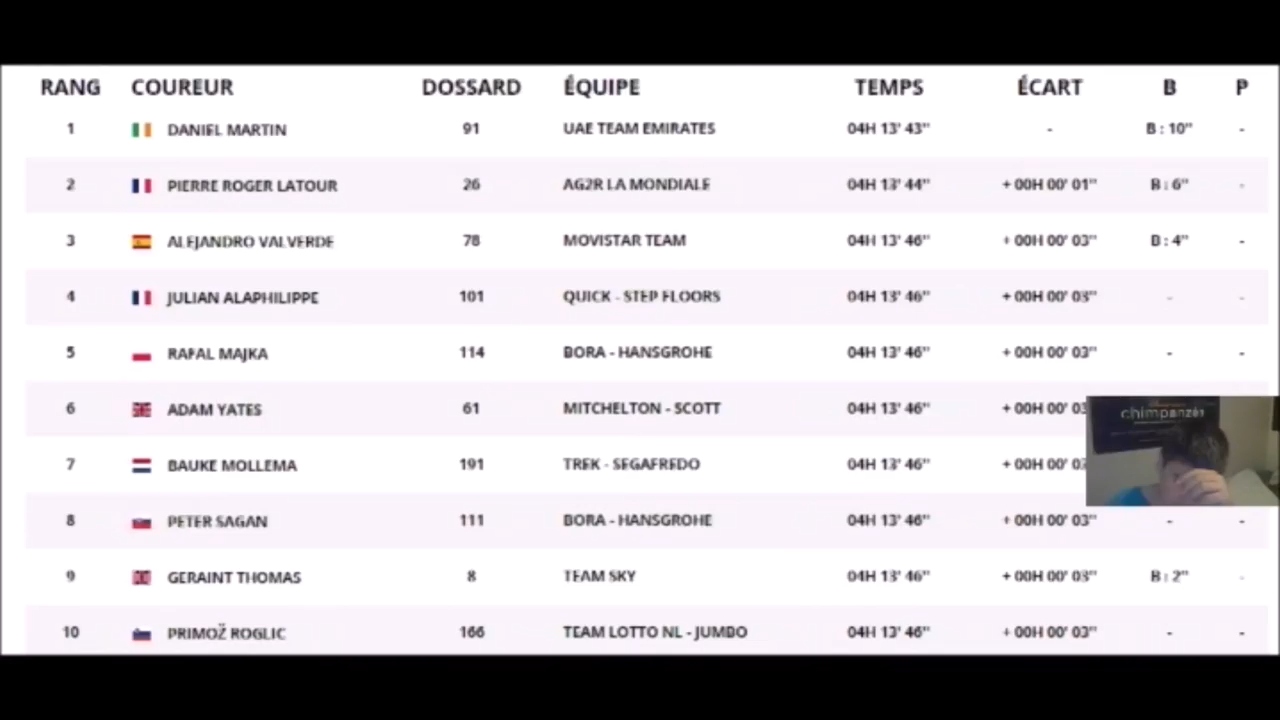 RANG COUREUR DOSSARD ÉQUIPE TEMPS ÉCART B P
1 DANIEL MARTIN 91 UAE TEAM EMIRATES 04H 13' 43" - B : 10" -
2 PIERRE ROGER LATOUR 26 AG2R LA MONDIALE 04H 13' 44" + 00H 00' 01" B : 6" -
3 ALEJANDRO VALVERDE 78 MOVISTAR TEAM 04H 13' 46" + 00H 00' 03" B : 4" -
4 JULIAN ALAPHILIPPE 101 QUICK - STEP FLOORS 04H 13' 46" + 00H 00' 03" - -
5 RAFAL MAJKA 114 BORA - HANSGROHE 04H 13' 46" + 00H 00' 03" - -
6 ADAM YATES 61 MITCHELTON - SCOTT 04H 13' 46" + 00H 00' 03
chimpanzés
7 BAUKE MOLLEMA 191 TREK - SEGAFREDO 04H 13' 46" + 00H 00' 03
8 PETER SAGAN 111 BORA - HANSGROHE 04H 13' 46" + 00H 00' 03" - -
9 GERAINT THOMAS 8 TEAM SKY 04H 13' 46" + 00H 00' 03" B : 2" -
10 PRIMOŽ ROGLIC 166 TEAM LOTTO NL - JUMBO 04H 13' 46" + 00H 00' 03" - -